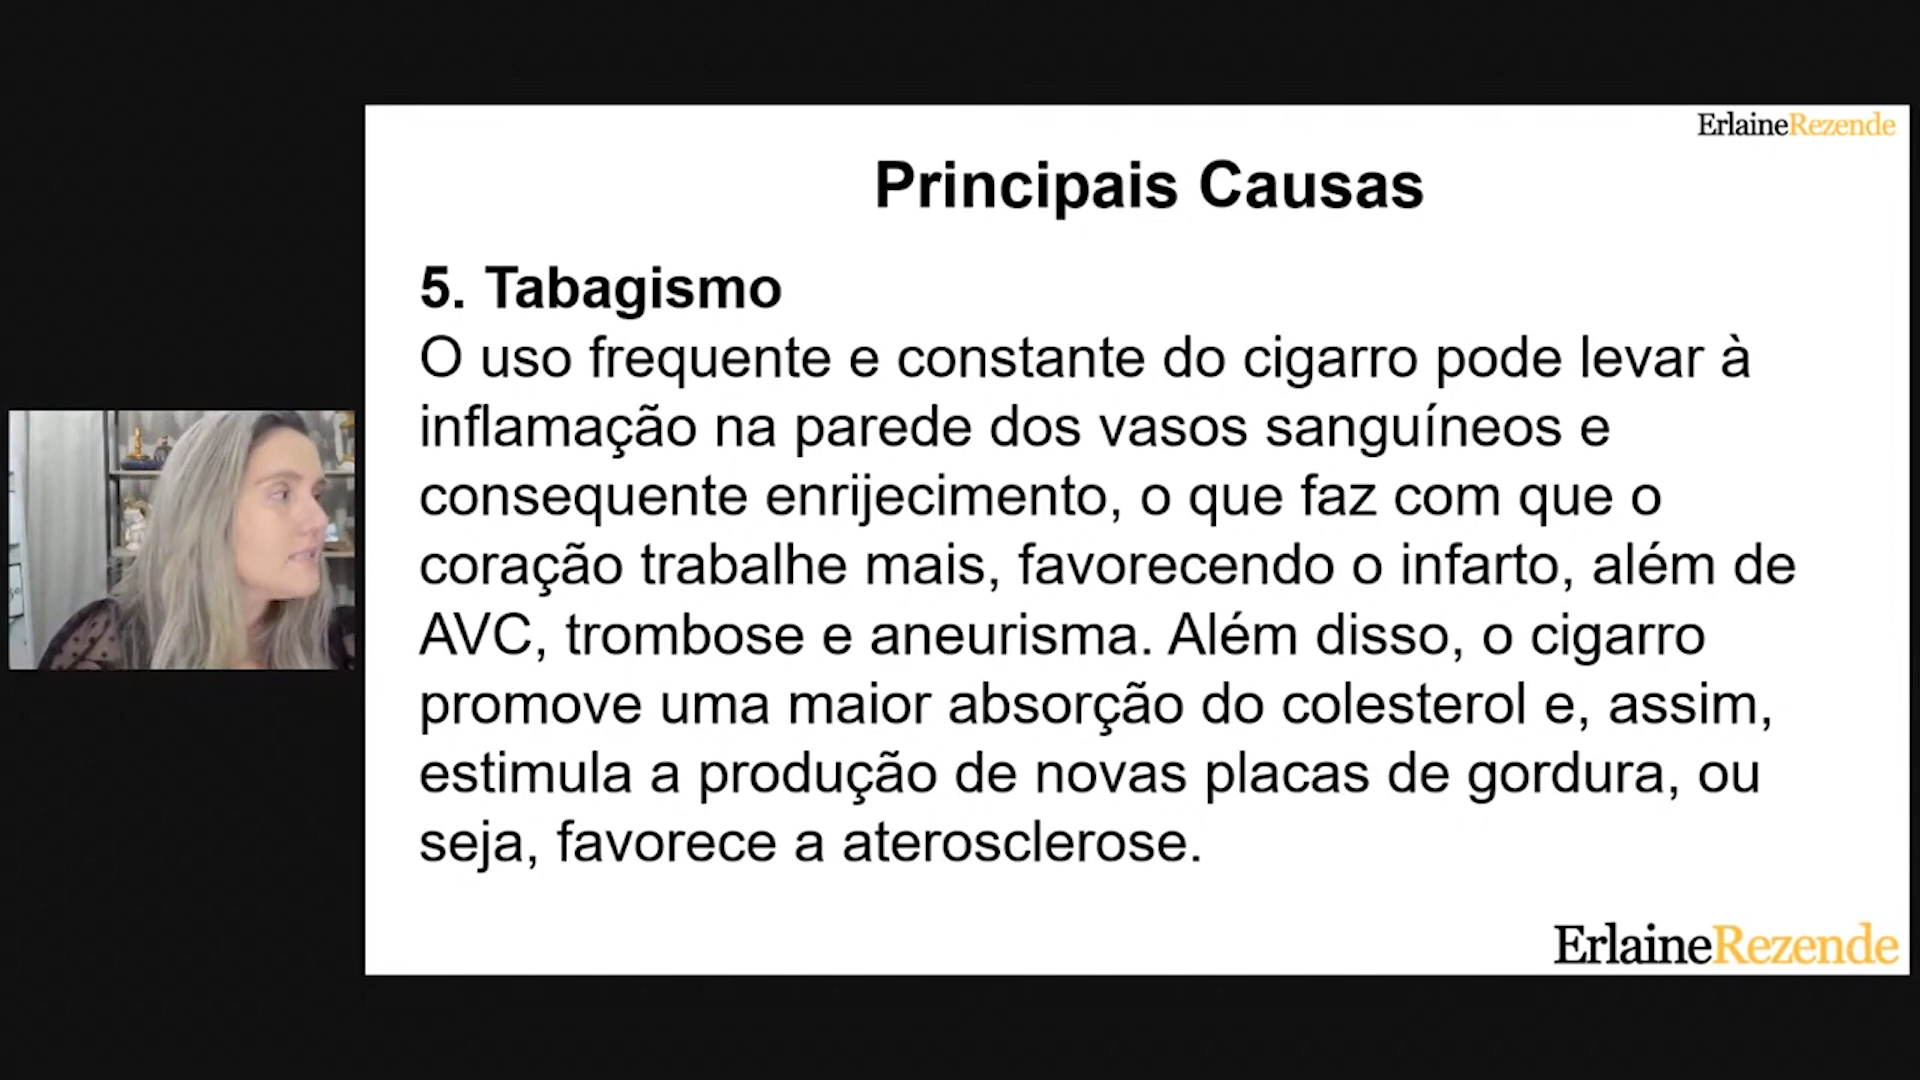 ErlaineRezende
Principais Causas
5. Tabagismo
O uso frequente e constante do cigarro pode levar à
inflamação na parede dos vasos sanguíneos e
consequente enrijecimento, o que faz com que o
coração trabalhe mais, favorecendo o infarto, além de
AVC, trombose e aneurisma. Além disso, o cigarro
promove uma maior absorção do colesterol e, assim,
estimula a produção de novas placas de gordura, ou
seja, favorece a aterosclerose.
ErlaineRezende